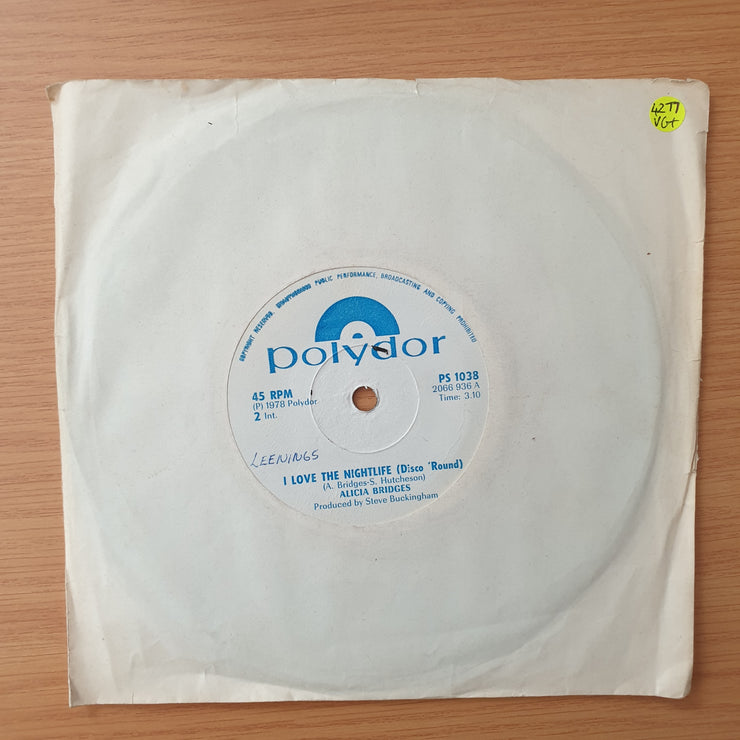 4277
VG+
COPYRIGHT RESERVED. UNAUTHORISED PUBLIC PERFORMANCE, BROADCASTING AND COPYING PROHIBITED
polydor
45 RPM
(P) 1978 Polydor
2 Int.
PS 1038
2066 936 A
Time: 3.10
LEENINGS
I LOVE THE NIGHTLIFE (Disco 'Round)
(A. Bridges-S. Hutcheson)
ALICIA BRIDGES
Produced by Steve Buckingham